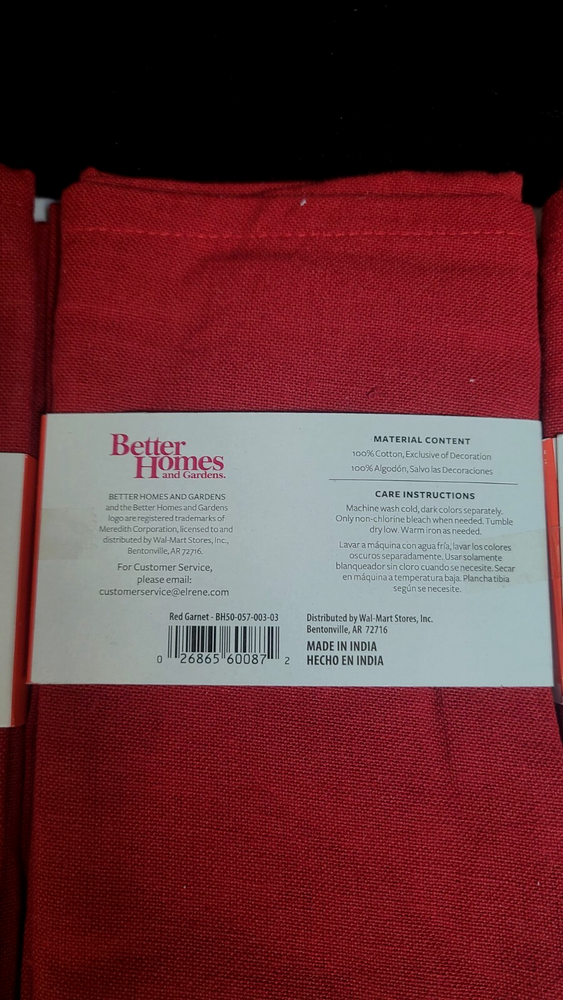 Better
Homes
and Gardens.
BETTER HOMES AND GARDENS
and the Better Homes and Gardens
logo are registered trademarks of
Meredith Corporation, licensed to and
distributed by Wal-Mart Stores, Inc.,
Bentonville, AR 72716.
For Customer Service,
please email:
customerservice@elrene.com
MATERIAL CONTENT
100% Cotton, Exclusive of Decoration
100% Algodón, Salvo las Decoraciones
CARE INSTRUCTIONS
Machine wash cold, dark colors separately.
Only non-chlorine bleach when needed. Tumble
dry low. Warm iron as needed.
Lavar a máquina con agua fría, lavar los colores
oscuros separadamente. Usar solamente
blanqueador sin cloro cuando se necesite. Secar
en máquina a temperatura baja. Plancha tibia
según se necesite.
Red Garnet - BH50-057-003-03
0 26865 60087 2
Distributed by Wal-Mart Stores, Inc.
Bentonville, AR 72716
MADE IN INDIA
HECHO EN INDIA